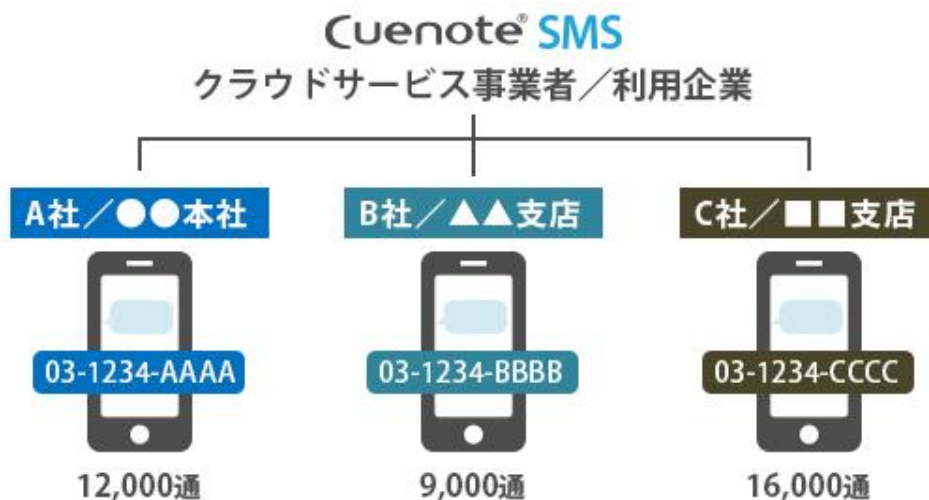 Cuenote® SMS
クラウドサービス事業者／利用企業
A社／●●本社
B社／▲▲支店
C社／■■支店
03-1234-AAAA
03-1234-BBBB
03-1234-CCCC
12,000通
9,000通
16,000通